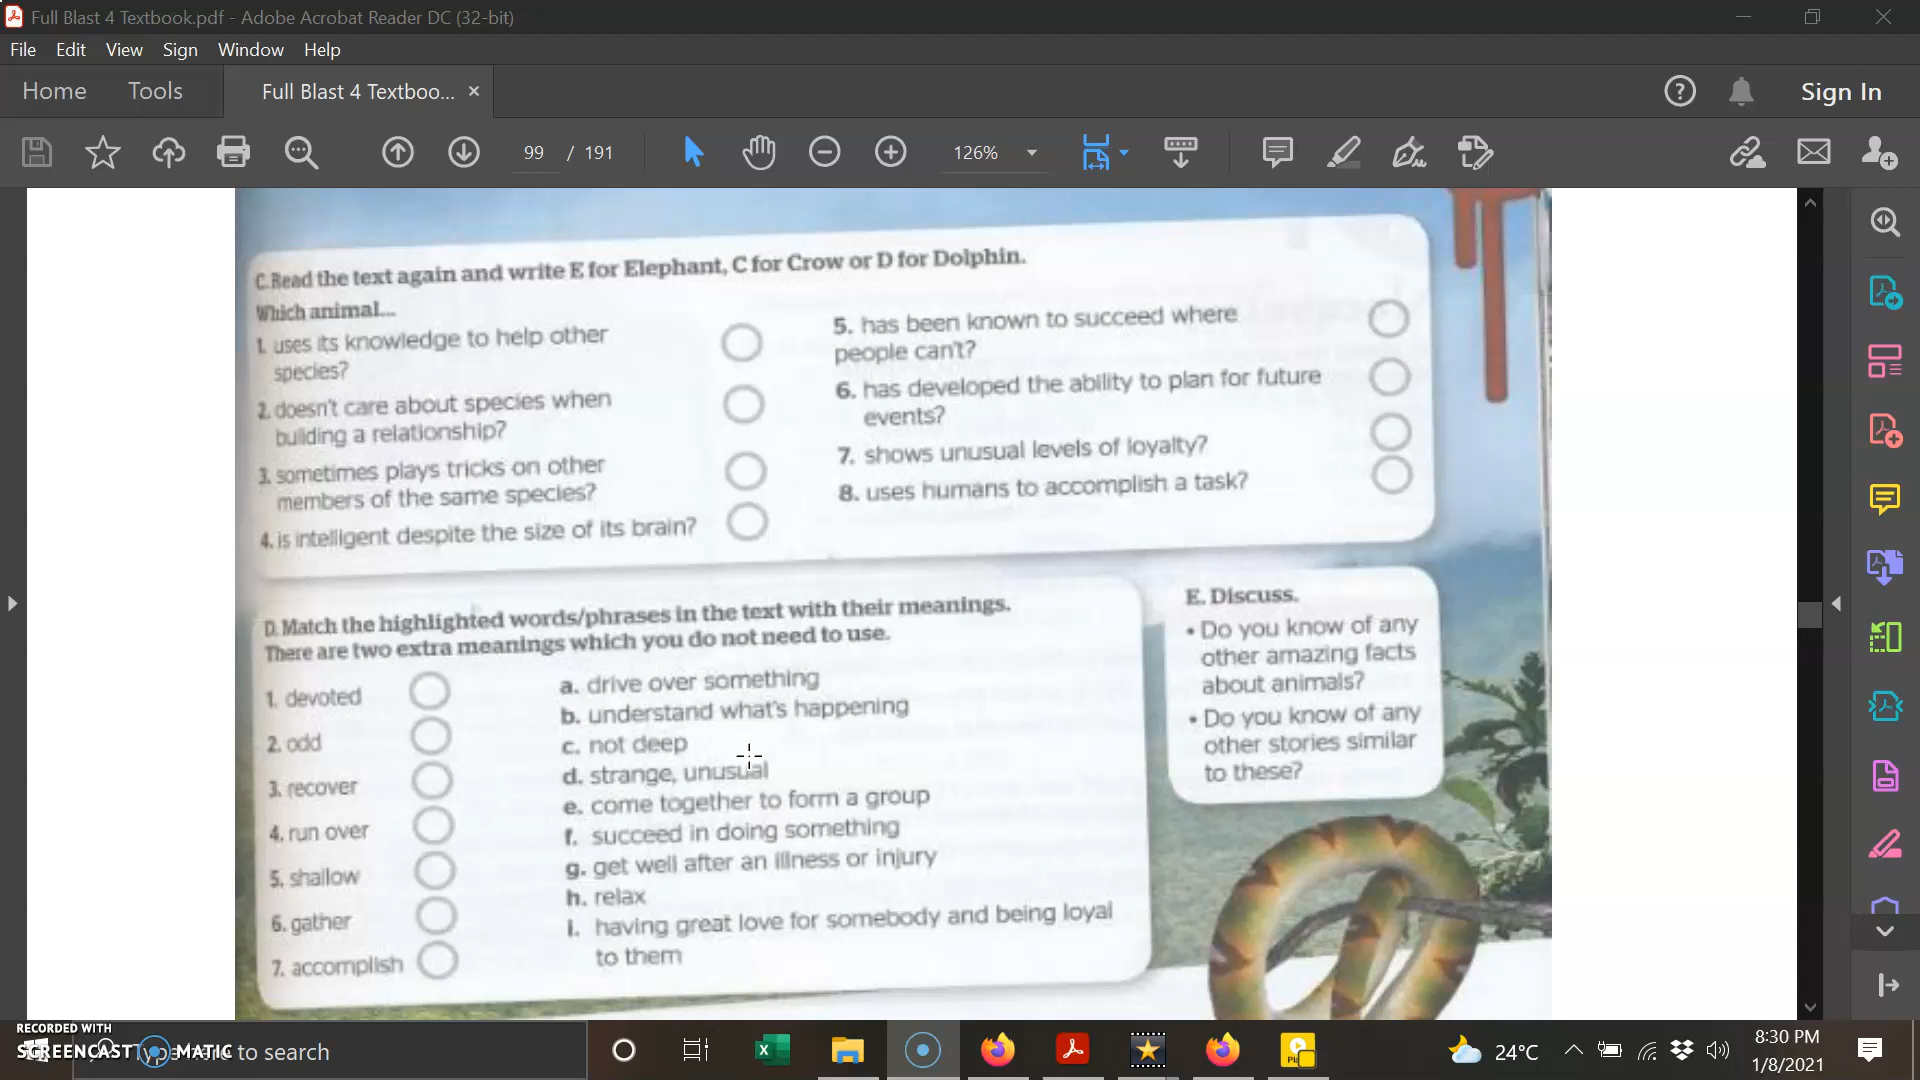 Full Blast 4 Textbook.pdf - Adobe Acrobat Reader DC (32-bit)
File Edit View Sign Window Help
Home Tools Full Blast 4 Textboo... × Sign In
99 / 191 126%
C.Read the text again and write E for Elephant, C for Crow or D for Dolphin.
Which animal...
1. uses its knowledge to help other
species?
2. doesn't care about species when
building a relationship?
3. sometimes plays tricks on other
members of the same species?
4. is intelligent despite the size of its brain?
5. has been known to succeed where
people can't?
6. has developed the ability to plan for future
events?
7. shows unusual levels of loyalty?
8. uses humans to accomplish a task?
D. Match the highlighted words/phrases in the text with their meanings.
There are two extra meanings which you do not need to use.
1. devoted
2. odd
3. recover
4. run over
5. shallow
6. gather
7. accomplish
a. drive over something
b. understand what's happening
c. not deep
d. strange, unusual
e. come together to form a group
f. succeed in doing something
g. get well after an illness or injury
h. relax
i. having great love for somebody and being loyal
to them
E. Discuss.
• Do you know of any
other amazing facts
about animals?
• Do you know of any
other stories similar
to these?
RECORDED WITH
SCREENCAST MATIC
to search
24°C
8:30 PM
1/8/2021